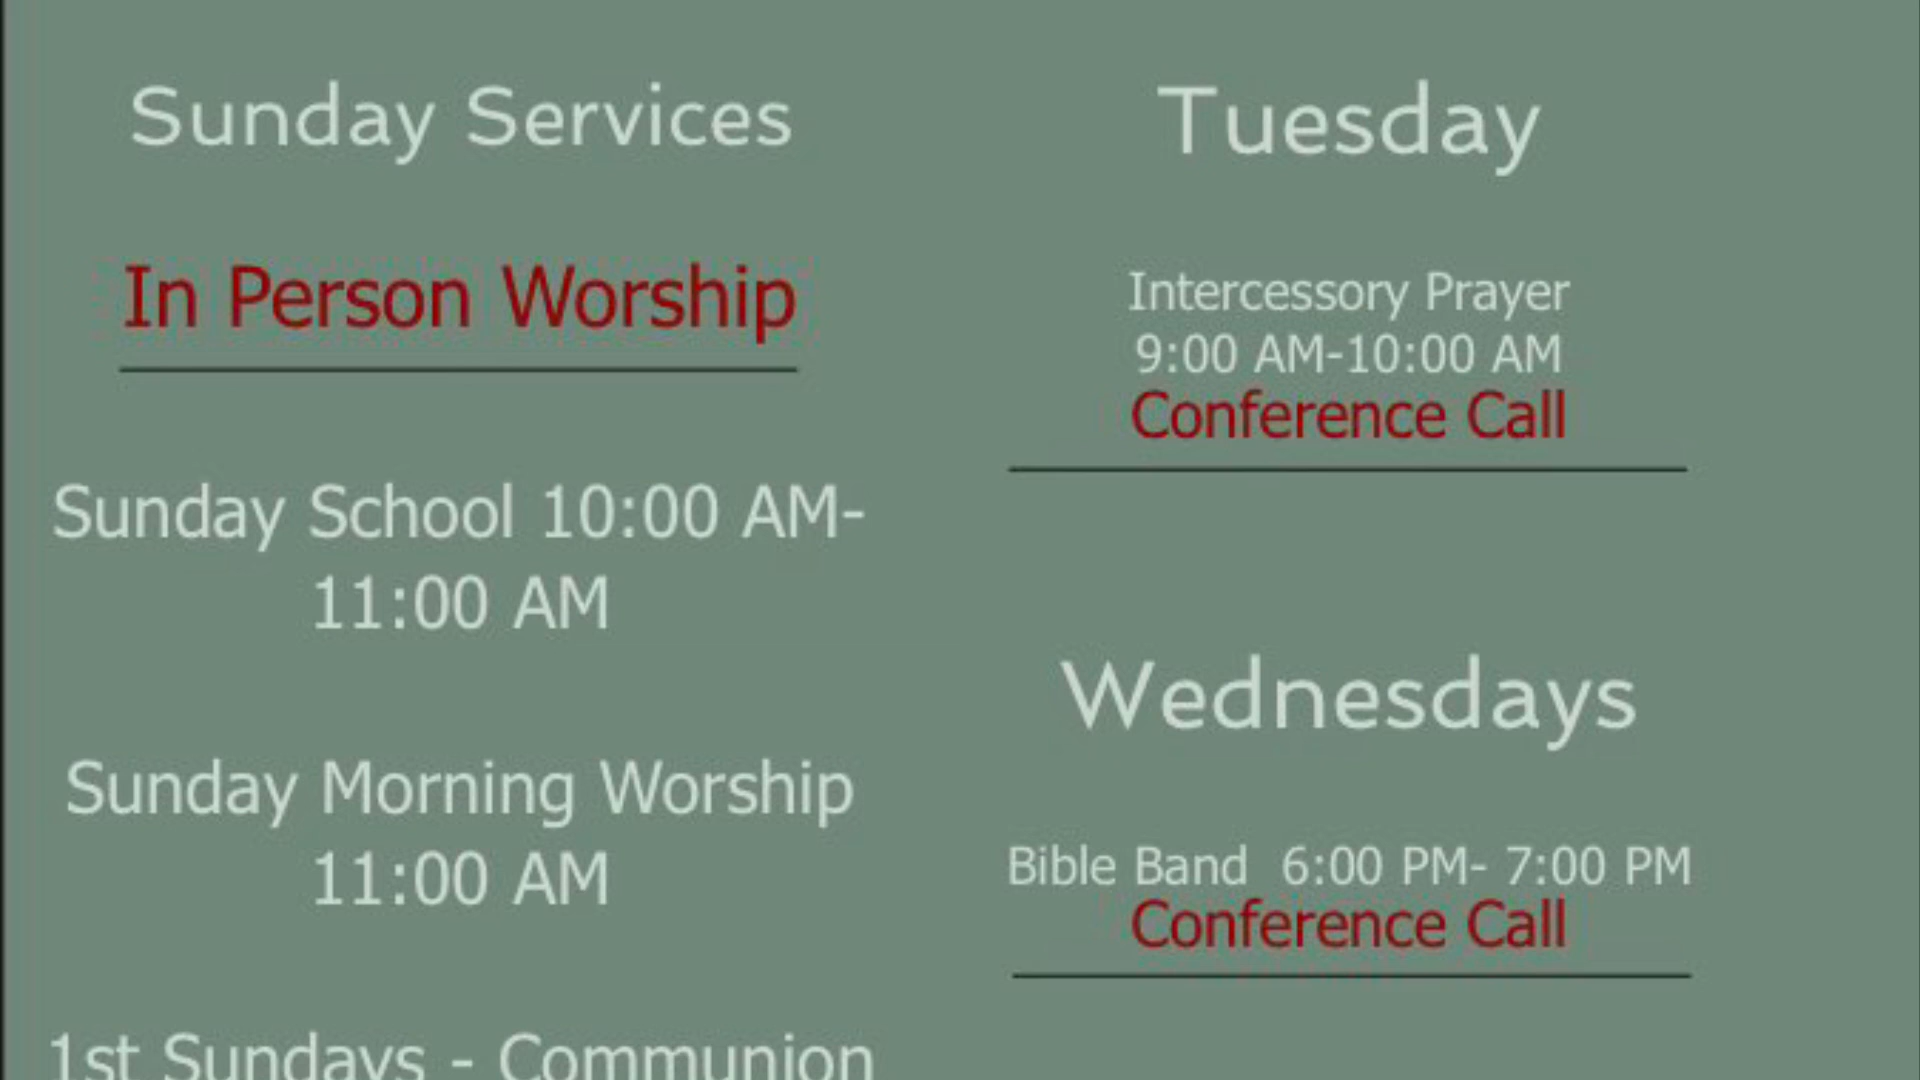 Sunday Services
In Person Worship
Sunday School 10:00 AM-
11:00 AM
Sunday Morning Worship
11:00 AM
1st Sundays - Communion
Tuesday
Intercessory Prayer
9:00 AM-10:00 AM
Conference Call
Wednesdays
Bible Band  6:00 PM- 7:00 PM
Conference Call